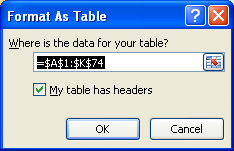 Format As Table
Where is the data for your table?
=$A$1:$K$74
My table has headers
OK
Cancel